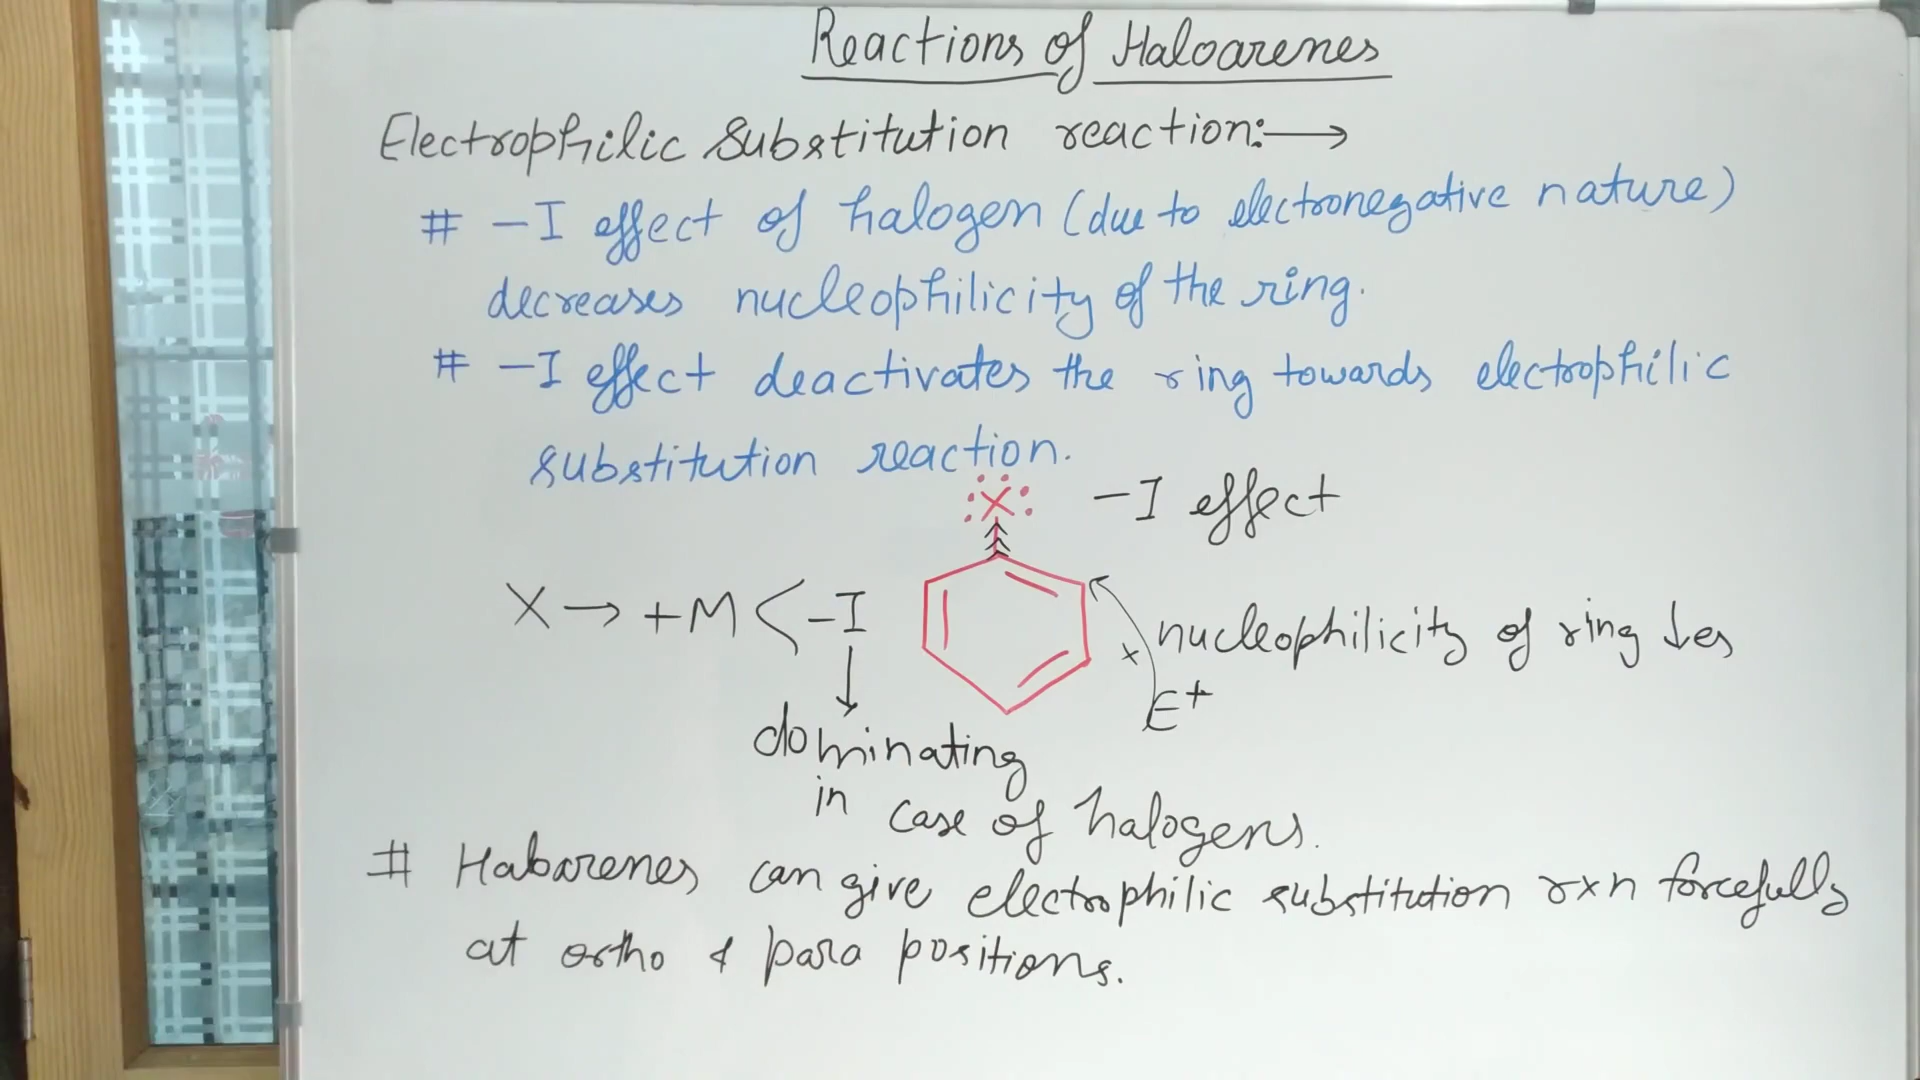 Reactions of Haloarenes
Electrophilic Substitution reaction:→
# -I effect of halogen (due to electronegative nature)
decreases nucleophilicity of the ring.
# -I effect deactivates the ring towards electrophilic
substitution reaction.
X
-I effect
X → +M < -I
nucleophilicity of ring ↓es
x
E+
↓
dominating
in case of halogens.
# Haloarenes can give electrophilic substitution rxn forcefully
at ortho & para positions.